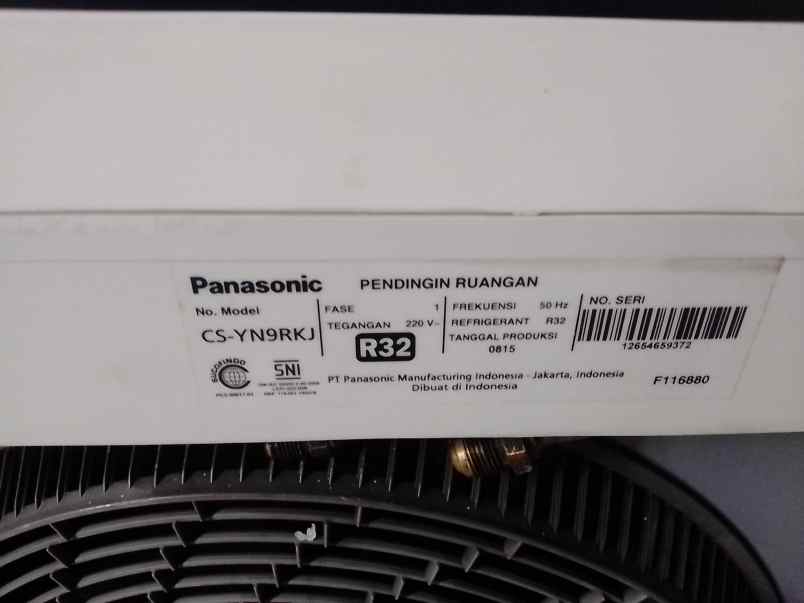 Panasonic PENDINGIN RUANGAN
No. Model
CS-YN9RKJ
FASE 1
TEGANGAN 220 V~
R32
FREKUENSI 50 Hz
REFRIGERANT R32
TANGGAL PRODUKSI
0815
NO. SERI
12654659372
SUCOFINDO
SNI
PT Panasonic Manufacturing Indonesia - Jakarta, Indonesia
Dibuat di Indonesia
F116880